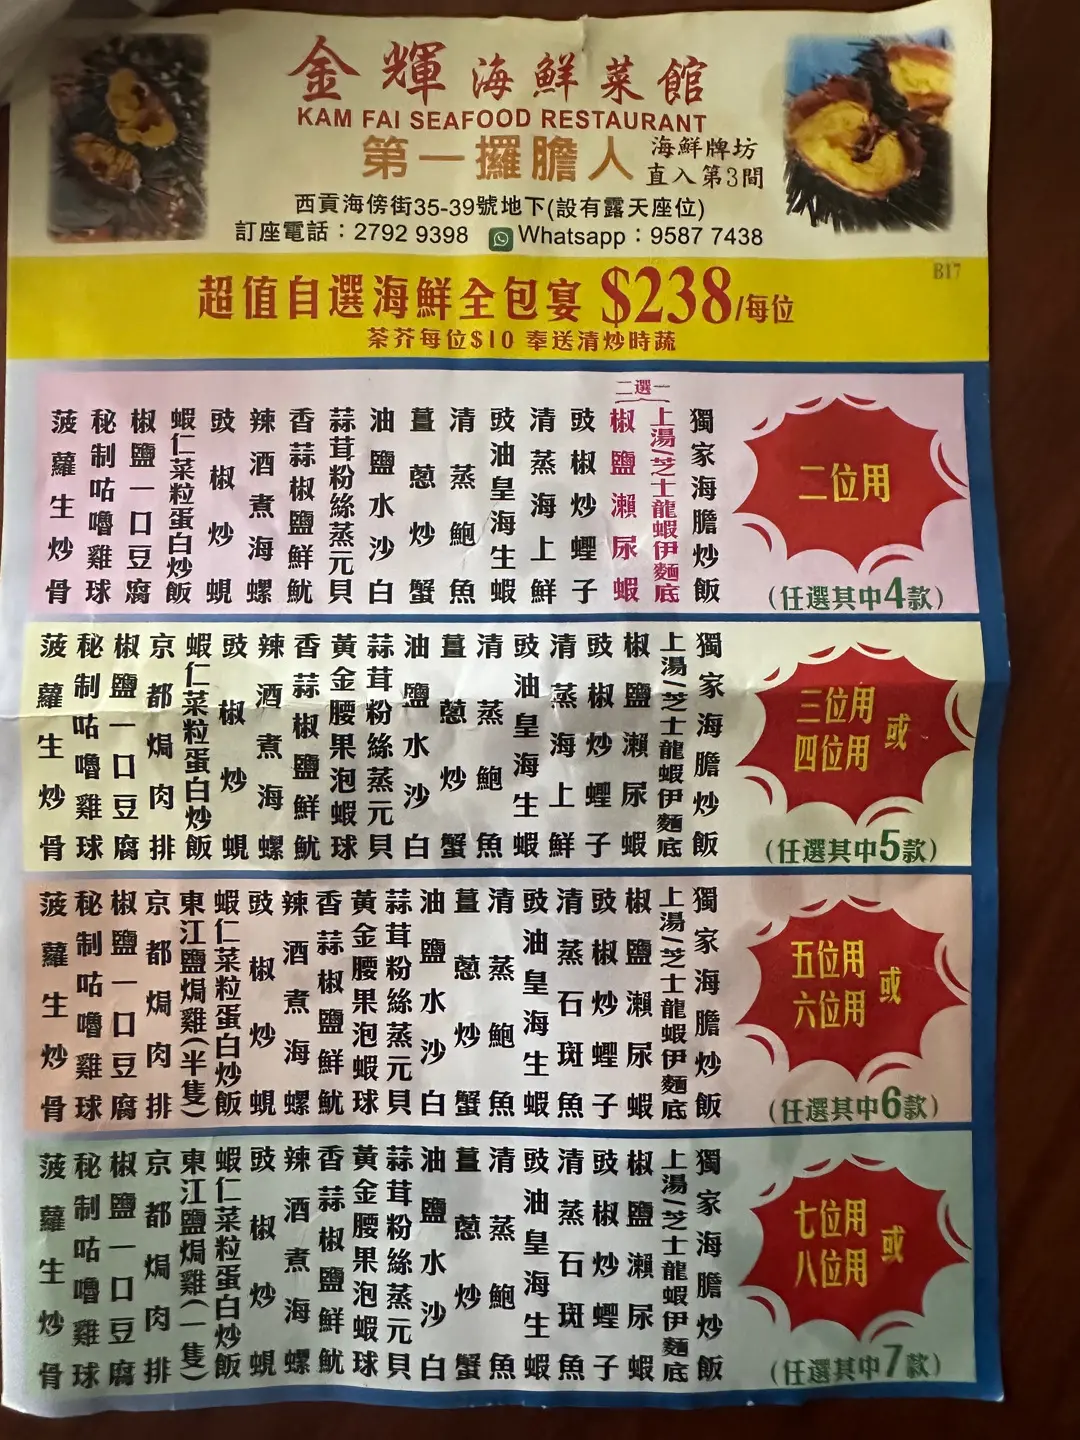 金輝海鮮菜館
KAM FAI SEAFOOD RESTAURANT
第一攞膽人
海鮮牌坊
直入第3間
西貢海傍街35-39號地下(設有露天座位)
訂座電話：2792 9398 Whatsapp：9587 7438
B17
超值自選海鮮全包宴 $238/每位
茶芥每位$10 奉送清炒時蔬
二位用
(任選其中4款)
獨家海膽炒飯
二選一
上湯/芝士龍蝦伊麵底
椒鹽瀨尿蝦
豉椒炒蟶子
清蒸海上鮮
豉油皇海生蝦
清蒸鮑魚
薑蔥炒蟹
油鹽水沙白
蒜茸粉絲蒸元貝
香蒜椒鹽鮮魷
辣酒煮海螺
豉椒炒蜆
蝦仁菜粒蛋白炒飯
椒鹽一口豆腐
秘制咕嚕雞球
菠蘿生炒骨
三位用或
四位用
(任選其中5款)
獨家海膽炒飯
上湯/芝士龍蝦伊麵底
椒鹽瀨尿蝦
豉椒炒蟶子
清蒸海上鮮
豉油皇海生蝦
清蒸鮑魚
薑蔥炒蟹
油鹽水沙白
蒜茸粉絲蒸元貝
黃金腰果泡蝦球
香蒜椒鹽鮮魷
辣酒煮海螺
豉椒炒蜆
蝦仁菜粒蛋白炒飯
京都焗肉排
椒鹽一口豆腐
秘制咕嚕雞球
菠蘿生炒骨
五位用或
六位用
(任選其中6款)
獨家海膽炒飯
上湯/芝士龍蝦伊麵底
椒鹽瀨尿蝦
豉椒炒蟶子
清蒸石斑魚
豉油皇海生蝦
清蒸鮑魚
薑蔥炒蟹
油鹽水沙白
蒜茸粉絲蒸元貝
黃金腰果泡蝦球
香蒜椒鹽鮮魷
辣酒煮海螺
豉椒炒蜆
蝦仁菜粒蛋白炒飯
東江鹽焗雞(半隻)
京都焗肉排
椒鹽一口豆腐
秘制咕嚕雞球
菠蘿生炒骨
七位用或
八位用
(任選其中7款)
獨家海膽炒飯
上湯/芝士龍蝦伊麵底
椒鹽瀨尿蝦
豉椒炒蟶子
清蒸石斑魚
豉油皇海生蝦
清蒸鮑魚
薑蔥炒蟹
油鹽水沙白
蒜茸粉絲蒸元貝
黃金腰果泡蝦球
香蒜椒鹽鮮魷
辣酒煮海螺
豉椒炒蜆
蝦仁菜粒蛋白炒飯
東江鹽焗雞(一隻)
京都焗肉排
椒鹽一口豆腐
秘制咕嚕雞球
菠蘿生炒骨